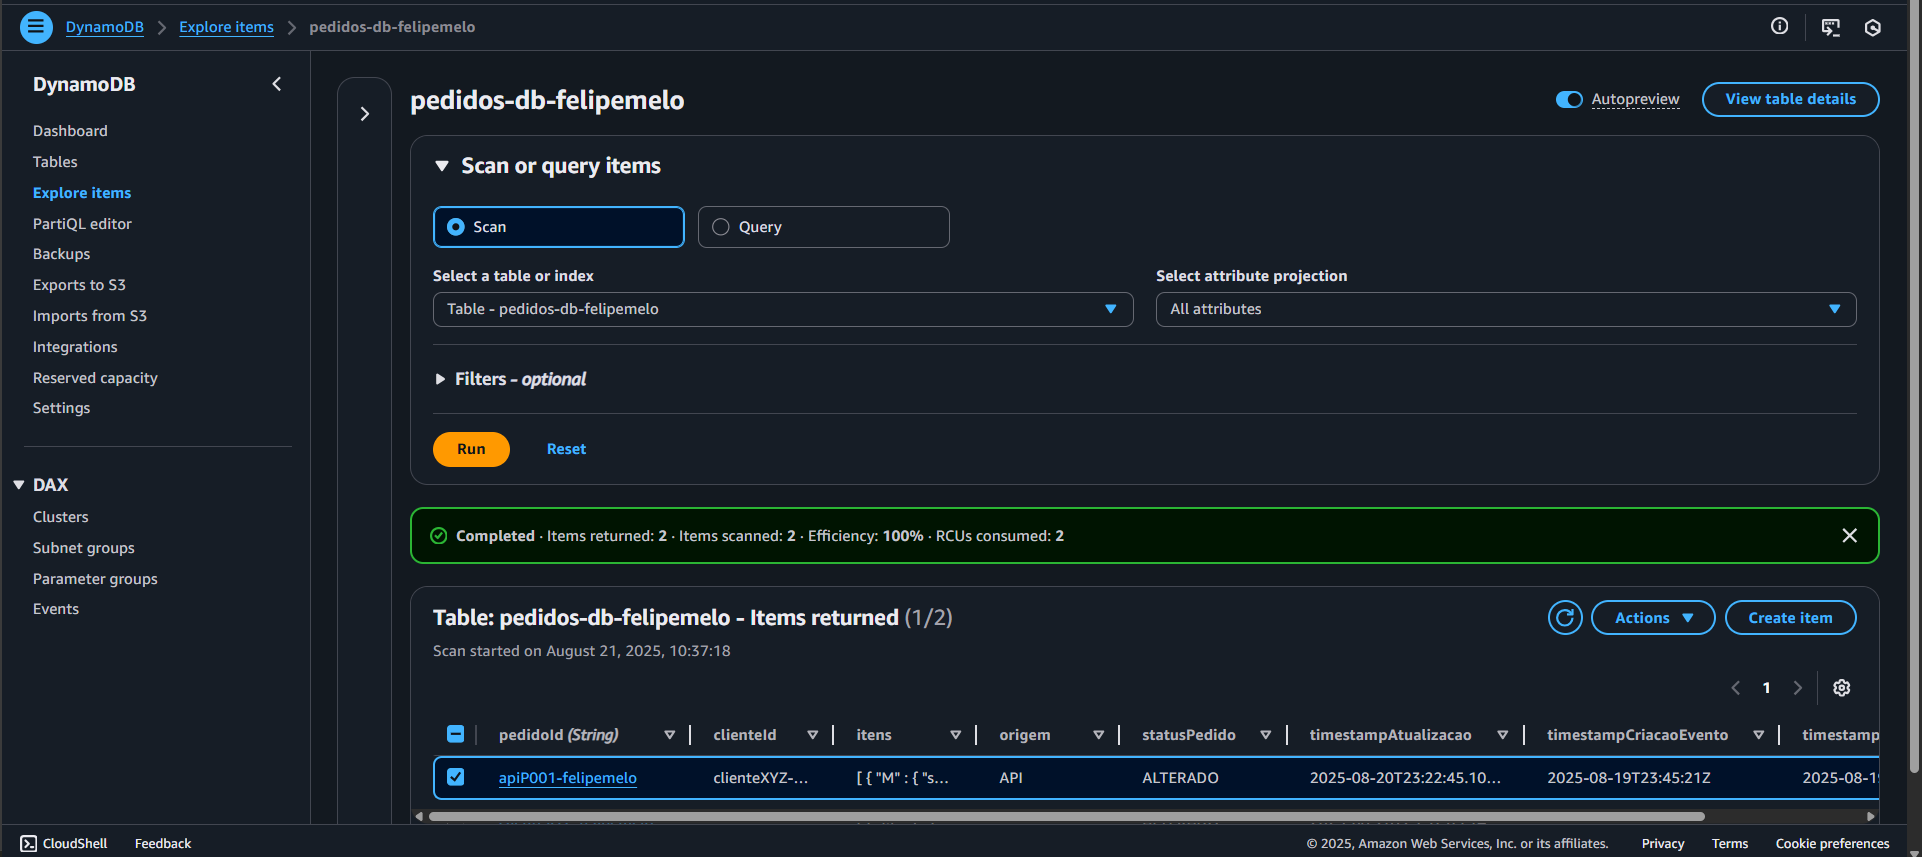 DynamoDB
Explore items
pedidos-db-felipemelo
DynamoDB
Dashboard
Tables
Explore items
PartiQL editor
Backups
Exports to S3
Imports from S3
Integrations
Reserved capacity
Settings
DAX
Clusters
Subnet groups
Parameter groups
Events
pedidos-db-felipemelo
Autopreview
View table details
Scan or query items
Scan
Query
Select a table or index
Table - pedidos-db-felipemelo
Select attribute projection
All attributes
Filters - optional
Run
Reset
Completed · Items returned: 2 · Items scanned: 2 · Efficiency: 100% · RCUs consumed: 2
Table: pedidos-db-felipemelo - Items returned (1/2)
Actions
Create item
Scan started on August 21, 2025, 10:37:18
1
pedidoId (String) clienteId itens origem statusPedido timestampAtualizacao timestampCriacaoEvento timestamp
apiP001-felipemelo clienteXYZ-... [ { "M" : { "s... API ALTERADO 2025-08-20T23:22:45.10... 2025-08-19T23:45:21Z 2025-08-1
CloudShell
Feedback
© 2025, Amazon Web Services, Inc. or its affiliates.
Privacy
Terms
Cookie preferences